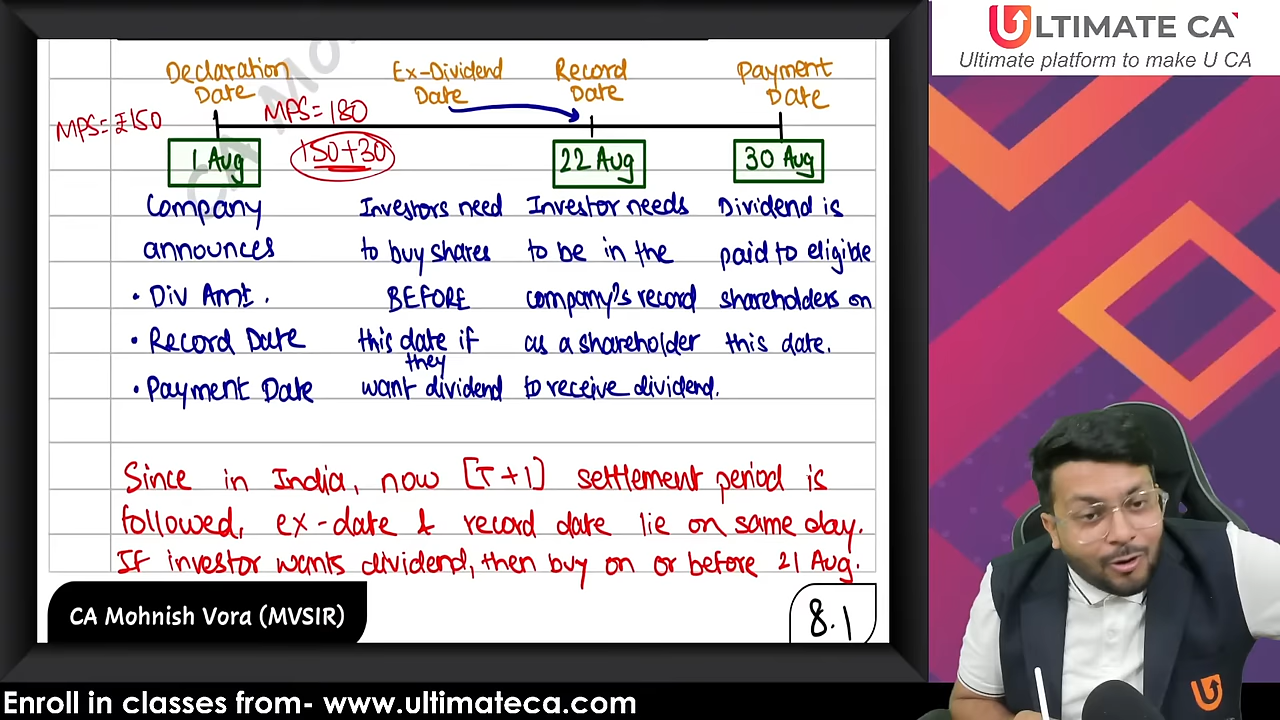 ULTIMATE CA
Ultimate platform to make U CA
Declaration Date
Ex-Dividend Date
Record Date
Payment Date
MPS= ₹150
MPS= 180
150+30
1 Aug
22 Aug
30 Aug
Company
announces
• Div Amt.
• Record Date
• Payment Date
Investors need
to buy shares
BEFORE
this date if
they
want dividend
Investor needs
to be in the
company's record
as a shareholder
to receive dividend.
Dividend is
paid to eligible
shareholders on
this date.
Since in India, now [T+1] settlement period is
followed, ex-date & record date lie on same day.
If investor wants dividend, then buy on or before 21 Aug.
CA Mohnish Vora (MVSIR)
8.1
Enroll in classes from- www.ultimateca.com